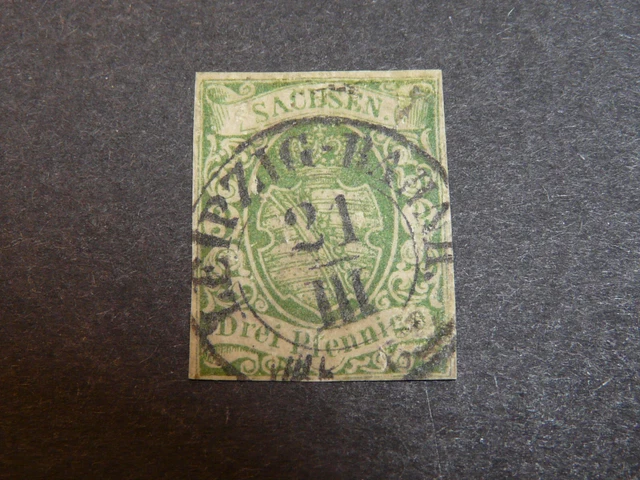 SACHSEN.
LEIPZIG-BAHNH.
21
III
Drei Pfennige